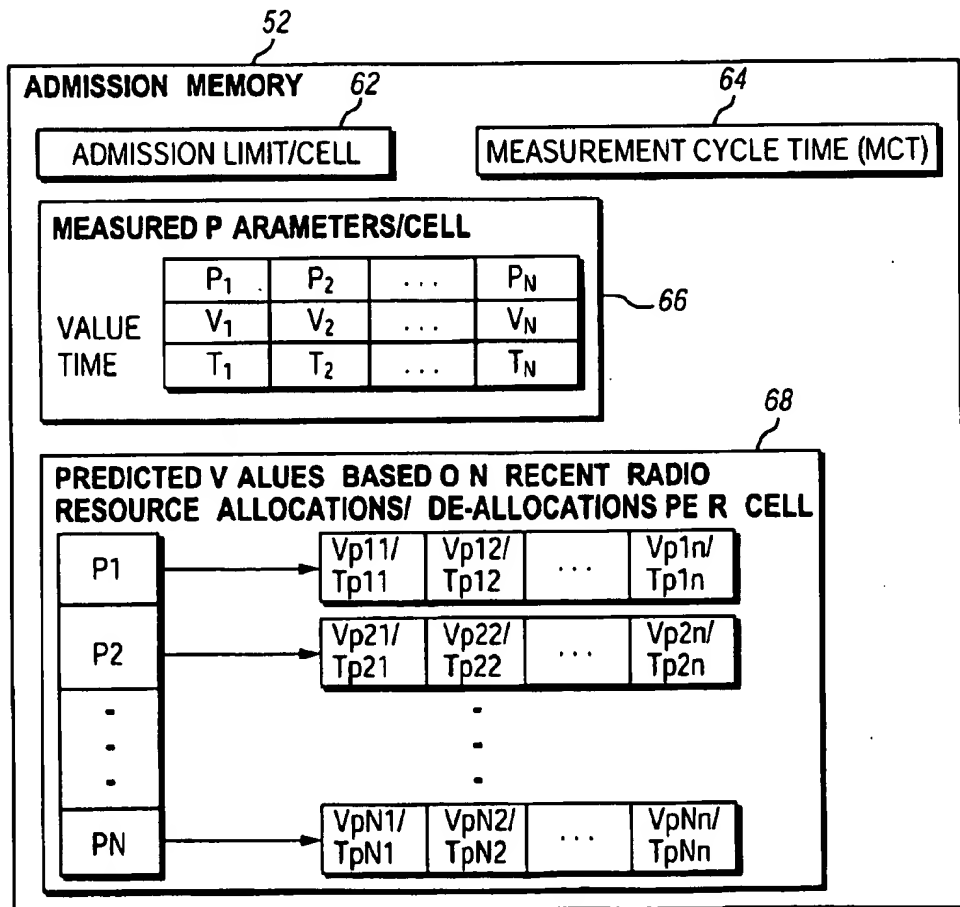 52
ADMISSION MEMORY
62
64
ADMISSION LIMIT/CELL
MEASUREMENT CYCLE TIME (MCT)
MEASURED P ARAMETERS/CELL
P1 P2 ... PN
VALUE V1 V2 ... VN
TIME T1 T2 ... TN
66
68
PREDICTED V ALUES BASED O N RECENT RADIO
RESOURCE ALLOCATIONS/ DE-ALLOCATIONS PE R CELL
P1
Vp11/ Vp12/ ... Vp1n/
Tp11 Tp12 Tp1n
P2
Vp21/ Vp22/ ... Vp2n/
Tp21 Tp22 Tp2n
PN
VpN1/ VpN2/ ... VpNn/
TpN1 TpN2 TpNn